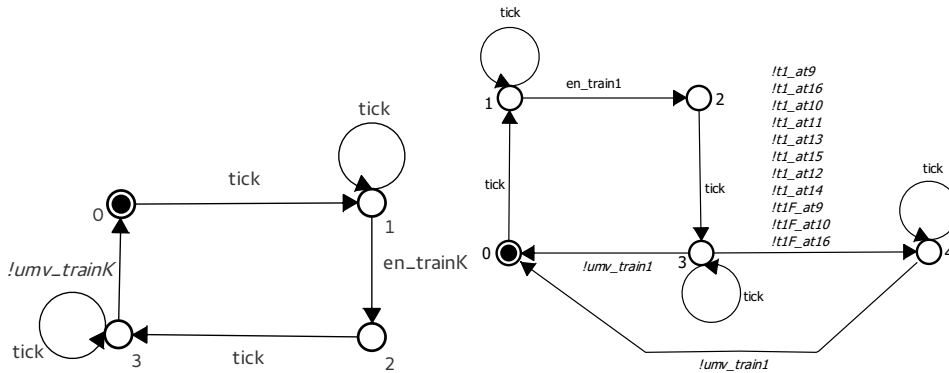 tick
0
tick
1
!umv_trainK
en_trainK
tick
3
tick
2
tick
1
en_train1
2
!t1_at9
!t1_at16
!t1_at10
!t1_at11
!t1_at13
!t1_at15
!t1_at12
!t1_at14
!t1F_at9
!t1F_at10
!t1F_at16
tick
tick
tick
0
!umv_train1
3
4
tick
!umv_train1